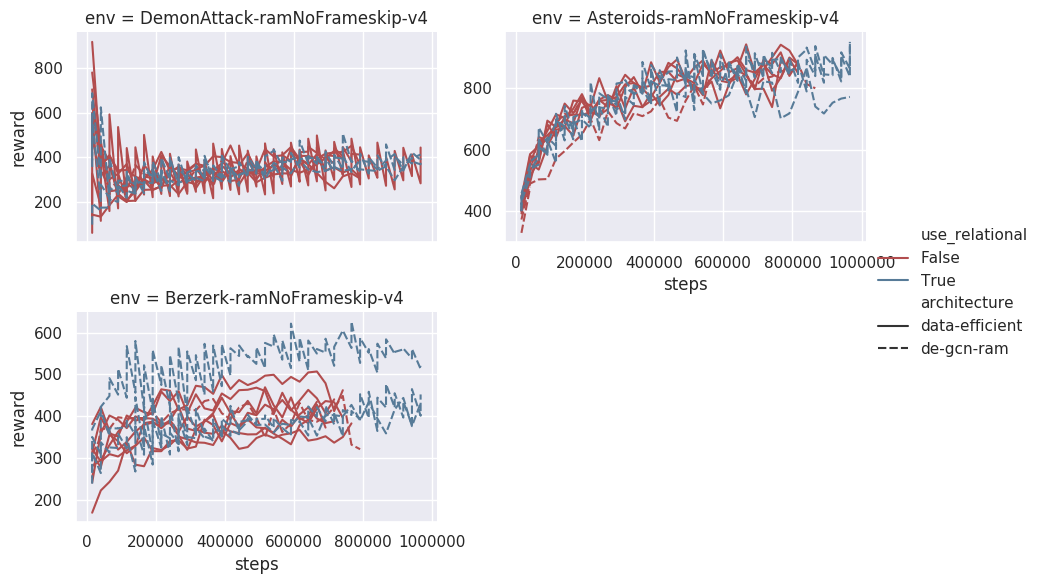 env = DemonAttack-ramNoFrameskip-v4
reward
800
600
400
200
env = Asteroids-ramNoFrameskip-v4
800
600
400
0 200000 400000 600000 800000 1000000
steps
use_relational
False
True
architecture
data-efficient
de-gcn-ram
env = Berzerk-ramNoFrameskip-v4
reward
600
500
400
300
200
0 200000 400000 600000 800000 1000000
steps